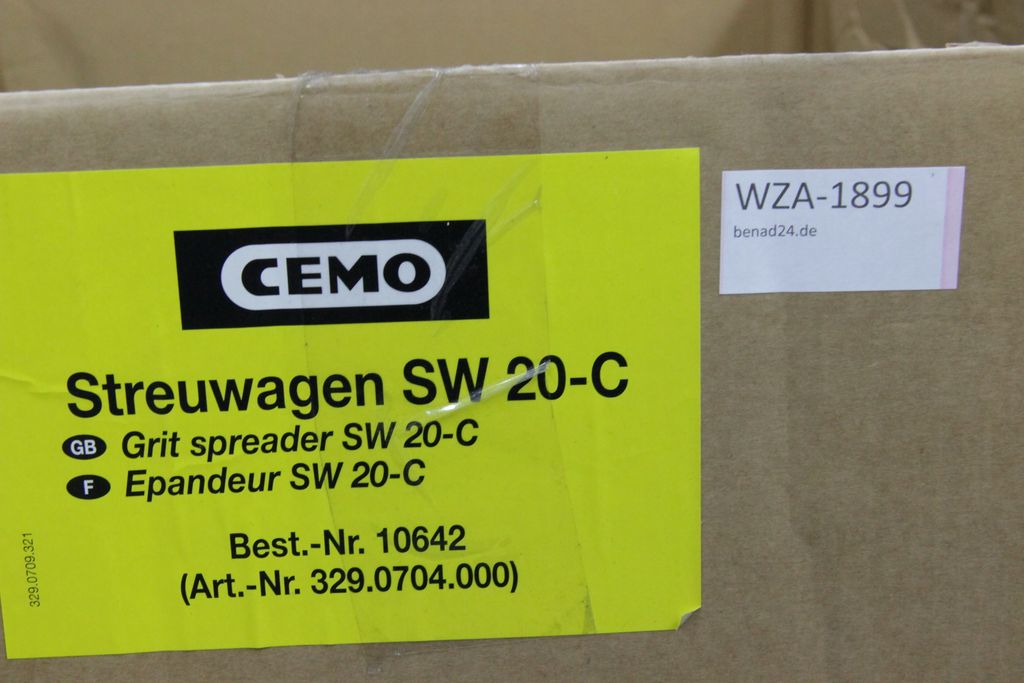 CEMO
Streuwagen SW 20-C
GB Grit spreader SW 20-C
F Epandeur SW 20-C
Best.-Nr. 10642
(Art.-Nr. 329.0704.000)
329.0709.321
WZA-1899
benad24.de